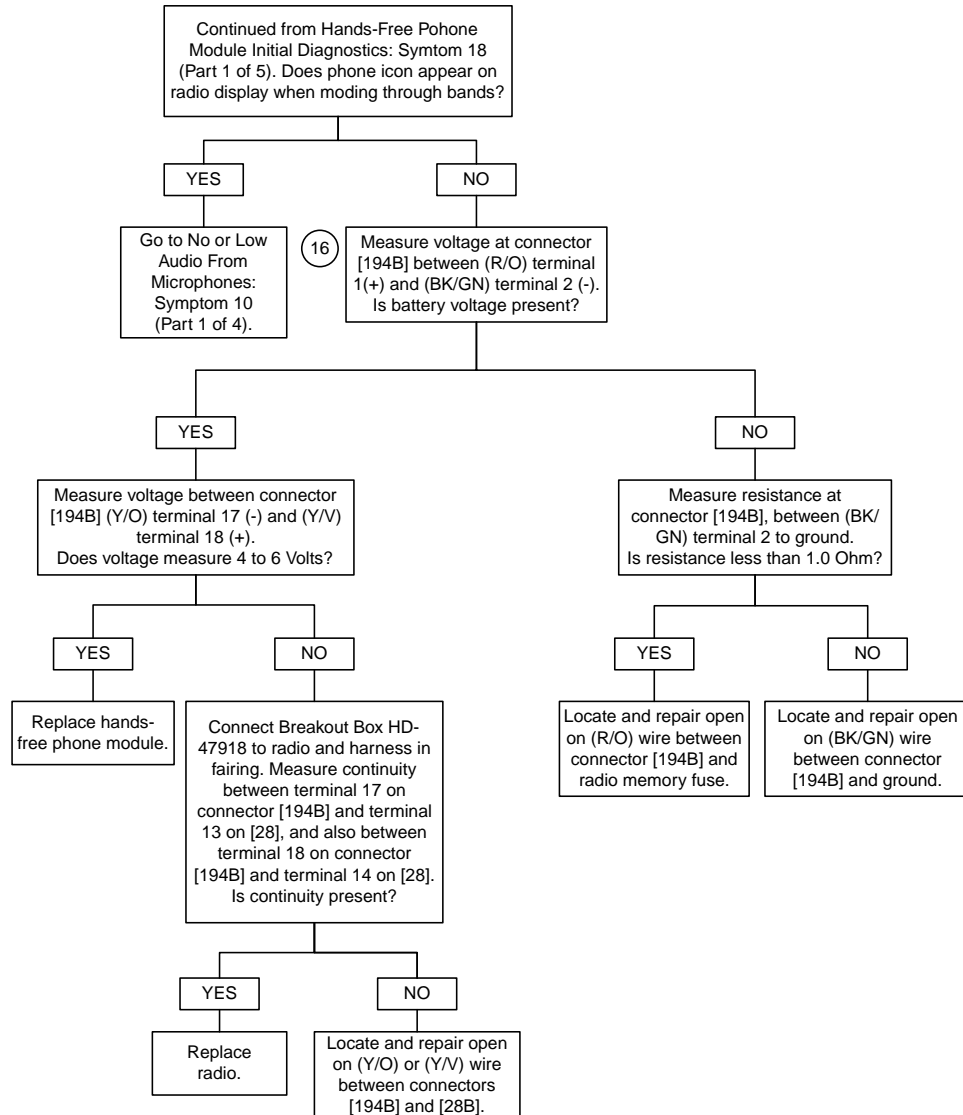 Continued from Hands-Free Pohone
Module Initial Diagnostics: Symtom 18
(Part 1 of 5). Does phone icon appear on
radio display when moding through bands?
YES
NO
Go to No or Low
Audio From
Microphones:
Symptom 10
(Part 1 of 4).
16
Measure voltage at connector
[194B] between (R/O) terminal
1(+) and (BK/GN) terminal 2 (-).
Is battery voltage present?
YES
NO
Measure voltage between connector
[194B] (Y/O) terminal 17 (-) and (Y/V)
terminal 18 (+).
Does voltage measure 4 to 6 Volts?
Measure resistance at
connector [194B], between (BK/
GN) terminal 2 to ground.
Is resistance less than 1.0 Ohm?
YES
NO
YES
NO
Replace hands-
free phone module.
Connect Breakout Box HD-
47918 to radio and harness in
fairing. Measure continuity
between terminal 17 on
connector [194B] and terminal
13 on [28], and also between
terminal 18 on connector
[194B] and terminal 14 on [28].
Is continuity present?
Locate and repair open
on (R/O) wire between
connector [194B] and
radio memory fuse.
Locate and repair open
on (BK/GN) wire
between connector
[194B] and ground.
YES
NO
Replace
radio.
Locate and repair open
on (Y/O) or (Y/V) wire
between connectors
[194B] and [28B].